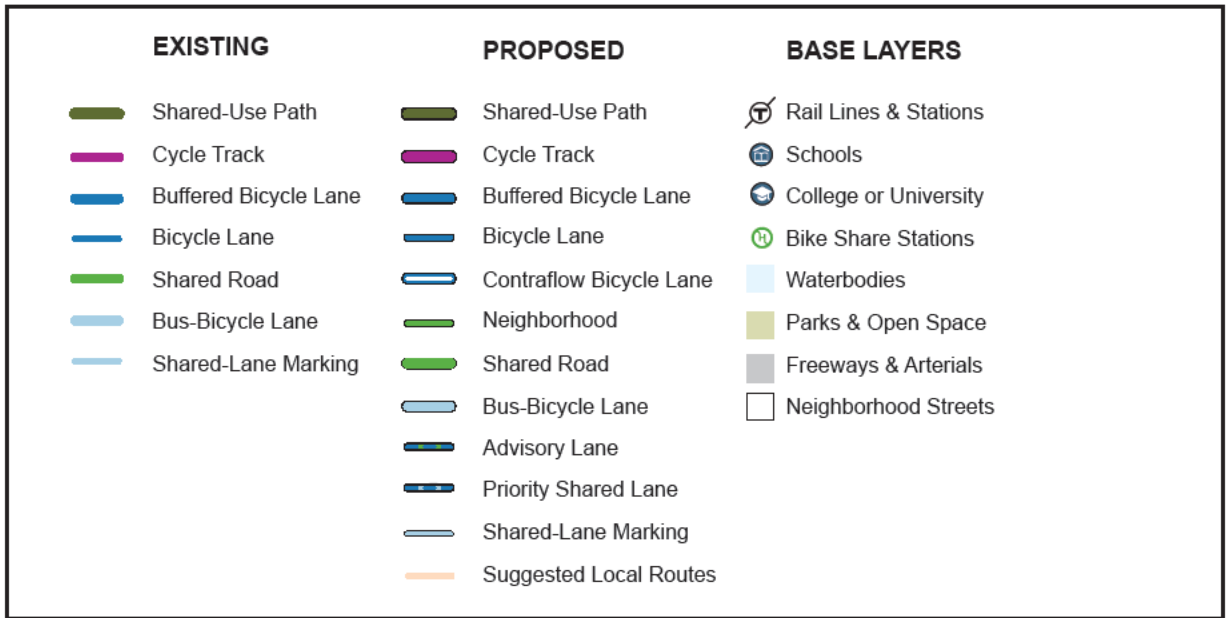 EXISTING
Shared-Use Path
Cycle Track
Buffered Bicycle Lane
Bicycle Lane
Shared Road
Bus-Bicycle Lane
Shared-Lane Marking
PROPOSED
Shared-Use Path
Cycle Track
Buffered Bicycle Lane
Bicycle Lane
Contraflow Bicycle Lane
Neighborhood
Shared Road
Bus-Bicycle Lane
Advisory Lane
Priority Shared Lane
Shared-Lane Marking
Suggested Local Routes
BASE LAYERS
T Rail Lines & Stations
Schools
College or University
H Bike Share Stations
Waterbodies
Parks & Open Space
Freeways & Arterials
Neighborhood Streets